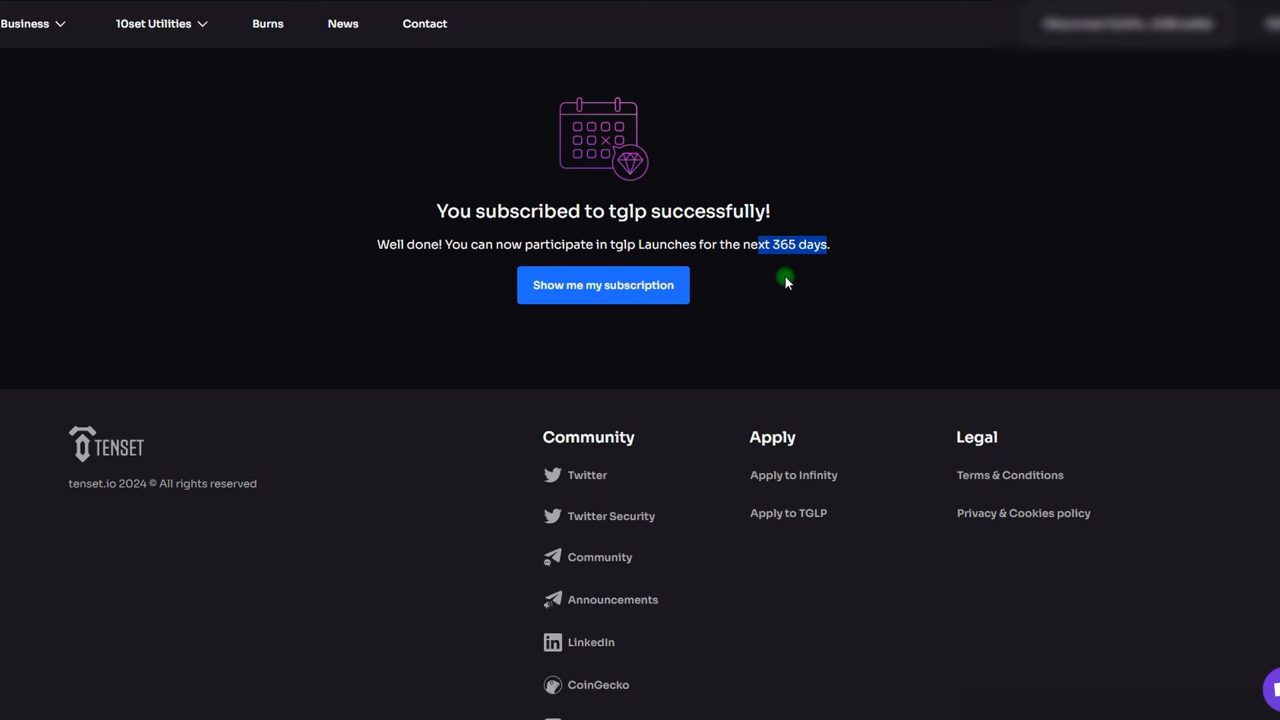 Business
10set Utilities
Burns
News
Contact
You subscribed to tglp successfully!
Well done! You can now participate in tglp Launches for the next 365 days.
Show me my subscription
TENSET
tenset.io 2024 © All rights reserved
Community
Twitter
Twitter Security
Community
Announcements
LinkedIn
CoinGecko
Apply
Apply to Infinity
Apply to TGLP
Legal
Terms & Conditions
Privacy & Cookies policy